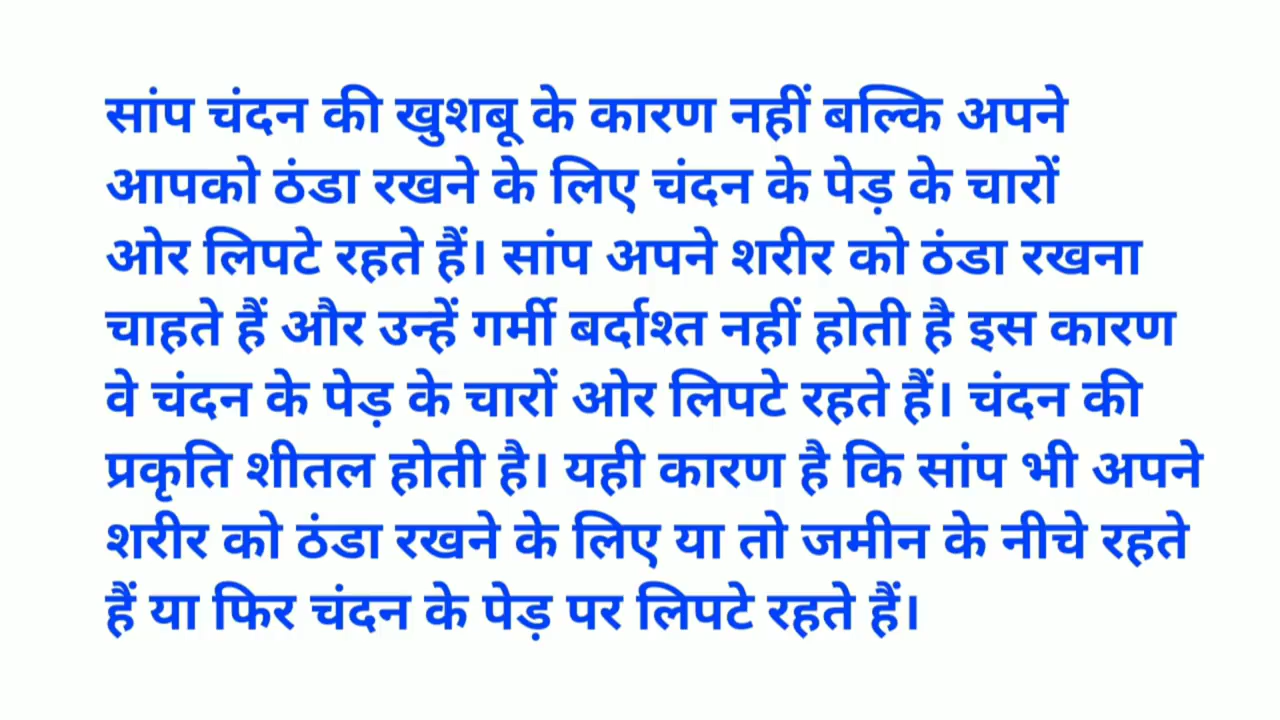 सांप चंदन की खुशबू के कारण नहीं बल्कि अपने
आपको ठंडा रखने के लिए चंदन के पेड़ के चारों
ओर लिपटे रहते हैं। सांप अपने शरीर को ठंडा रखना
चाहते हैं और उन्हें गर्मी बर्दाश्त नहीं होती है इस कारण
वे चंदन के पेड़ के चारों ओर लिपटे रहते हैं। चंदन की
प्रकृति शीतल होती है। यही कारण है कि सांप भी अपने
शरीर को ठंडा रखने के लिए या तो जमीन के नीचे रहते
हैं या फिर चंदन के पेड़ पर लिपटे रहते हैं।